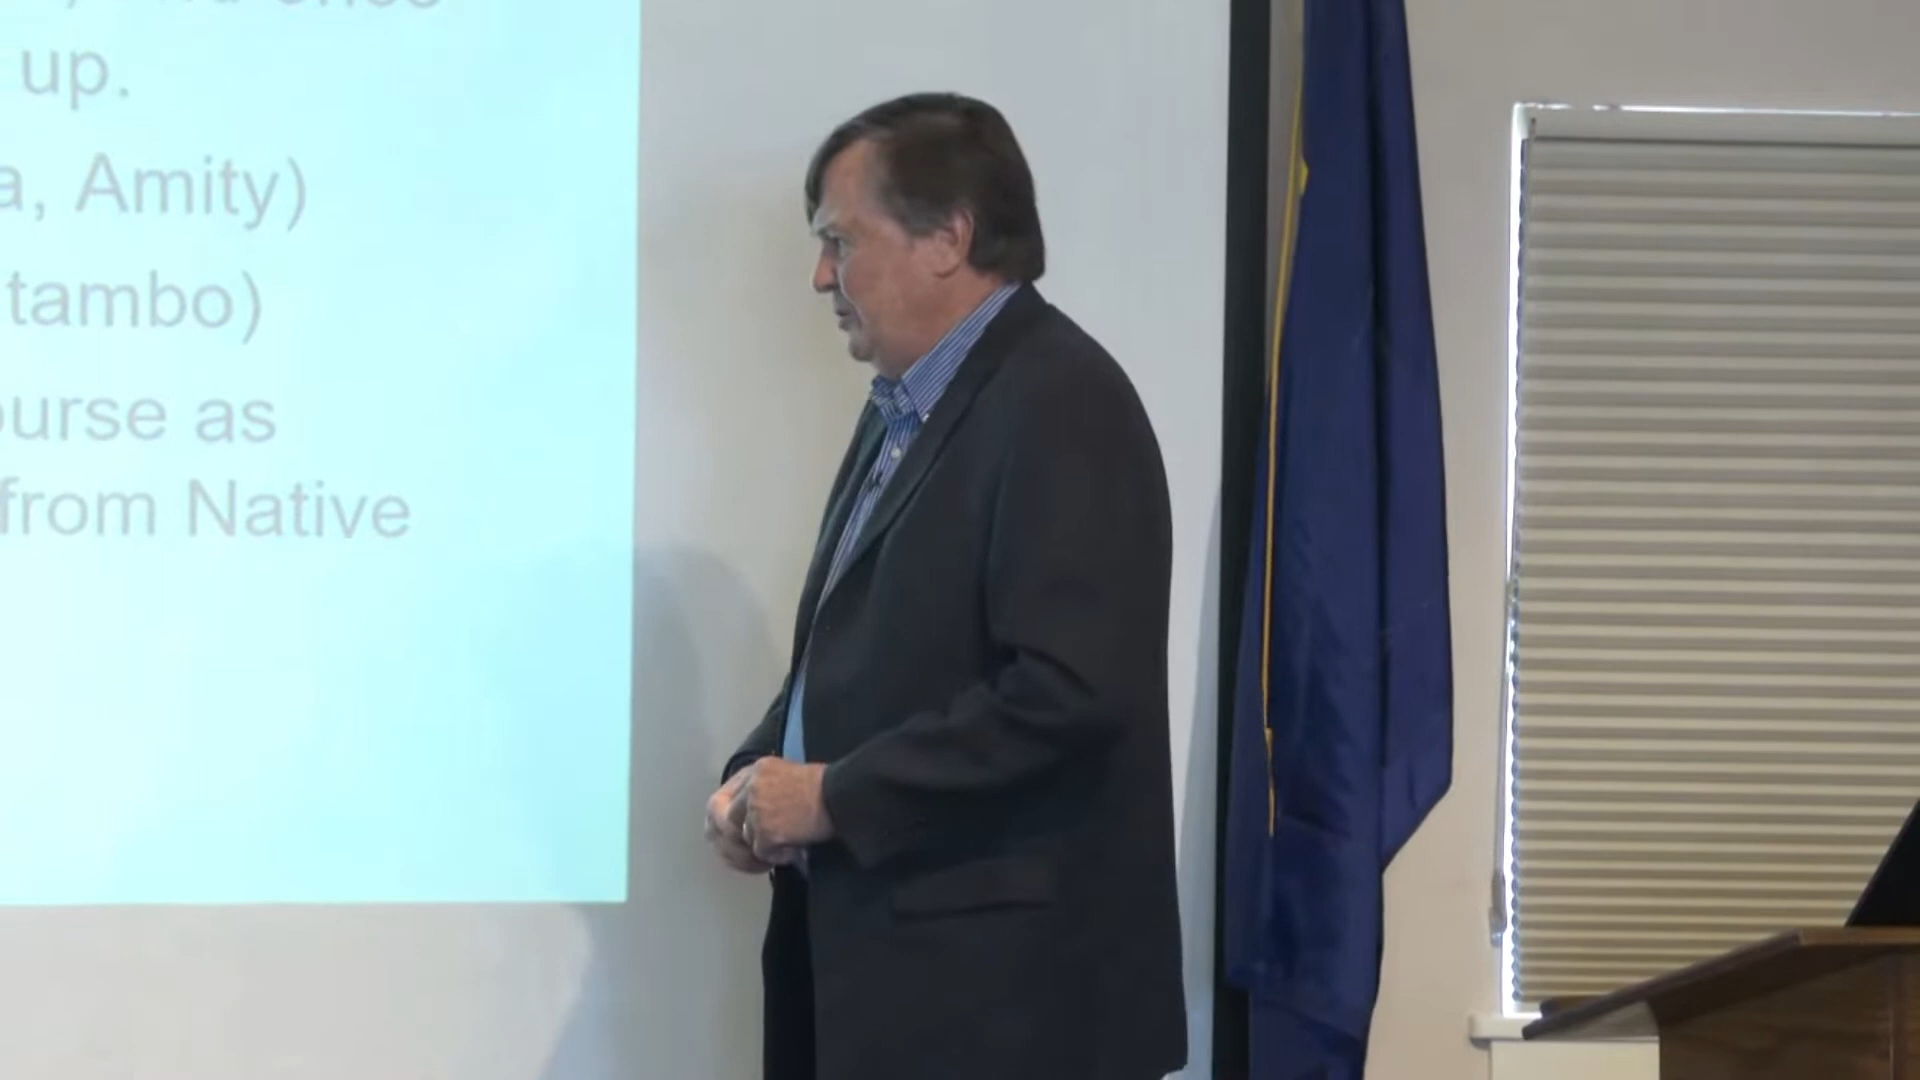 up.
a, Amity)
tambo)
ourse as
from Native